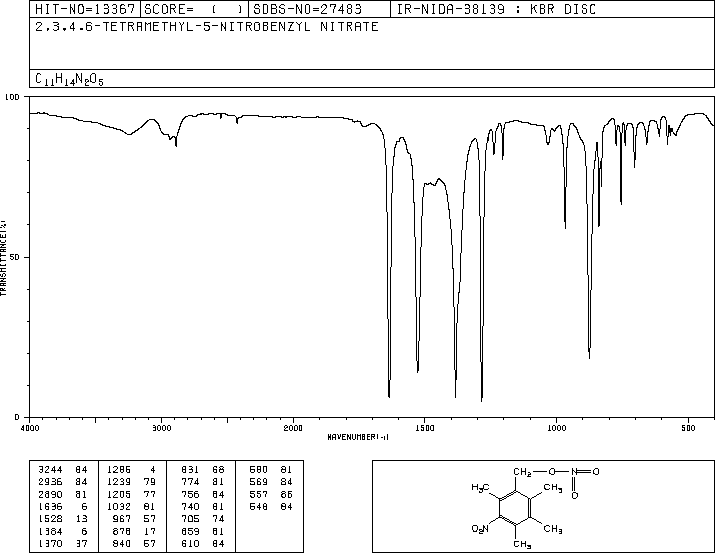 HIT-NO=13367 SCORE= ( ) SDBS-NO=27483 IR-NIDA-38139 : KBR DISC
2,3,4,6-TETRAMETHYL-5-NITROBENZYL NITRATE
C11H14N2O5
100
50
0
TRANSMITTANCE(%)
4000 3000 2000 1500 1000 500
WAVENUMBER(-1)
3244 84 1286 4 831 68 580 81
2936 84 1239 79 774 81 569 84
2890 81 1205 77 756 64 557 86
1636 6 1032 81 740 81 548 84
1528 13 967 57 705 74
1384 6 878 17 659 81
1370 37 840 57 610 84
CH2 O N O
O
H3C CH3
O2N CH3
CH3